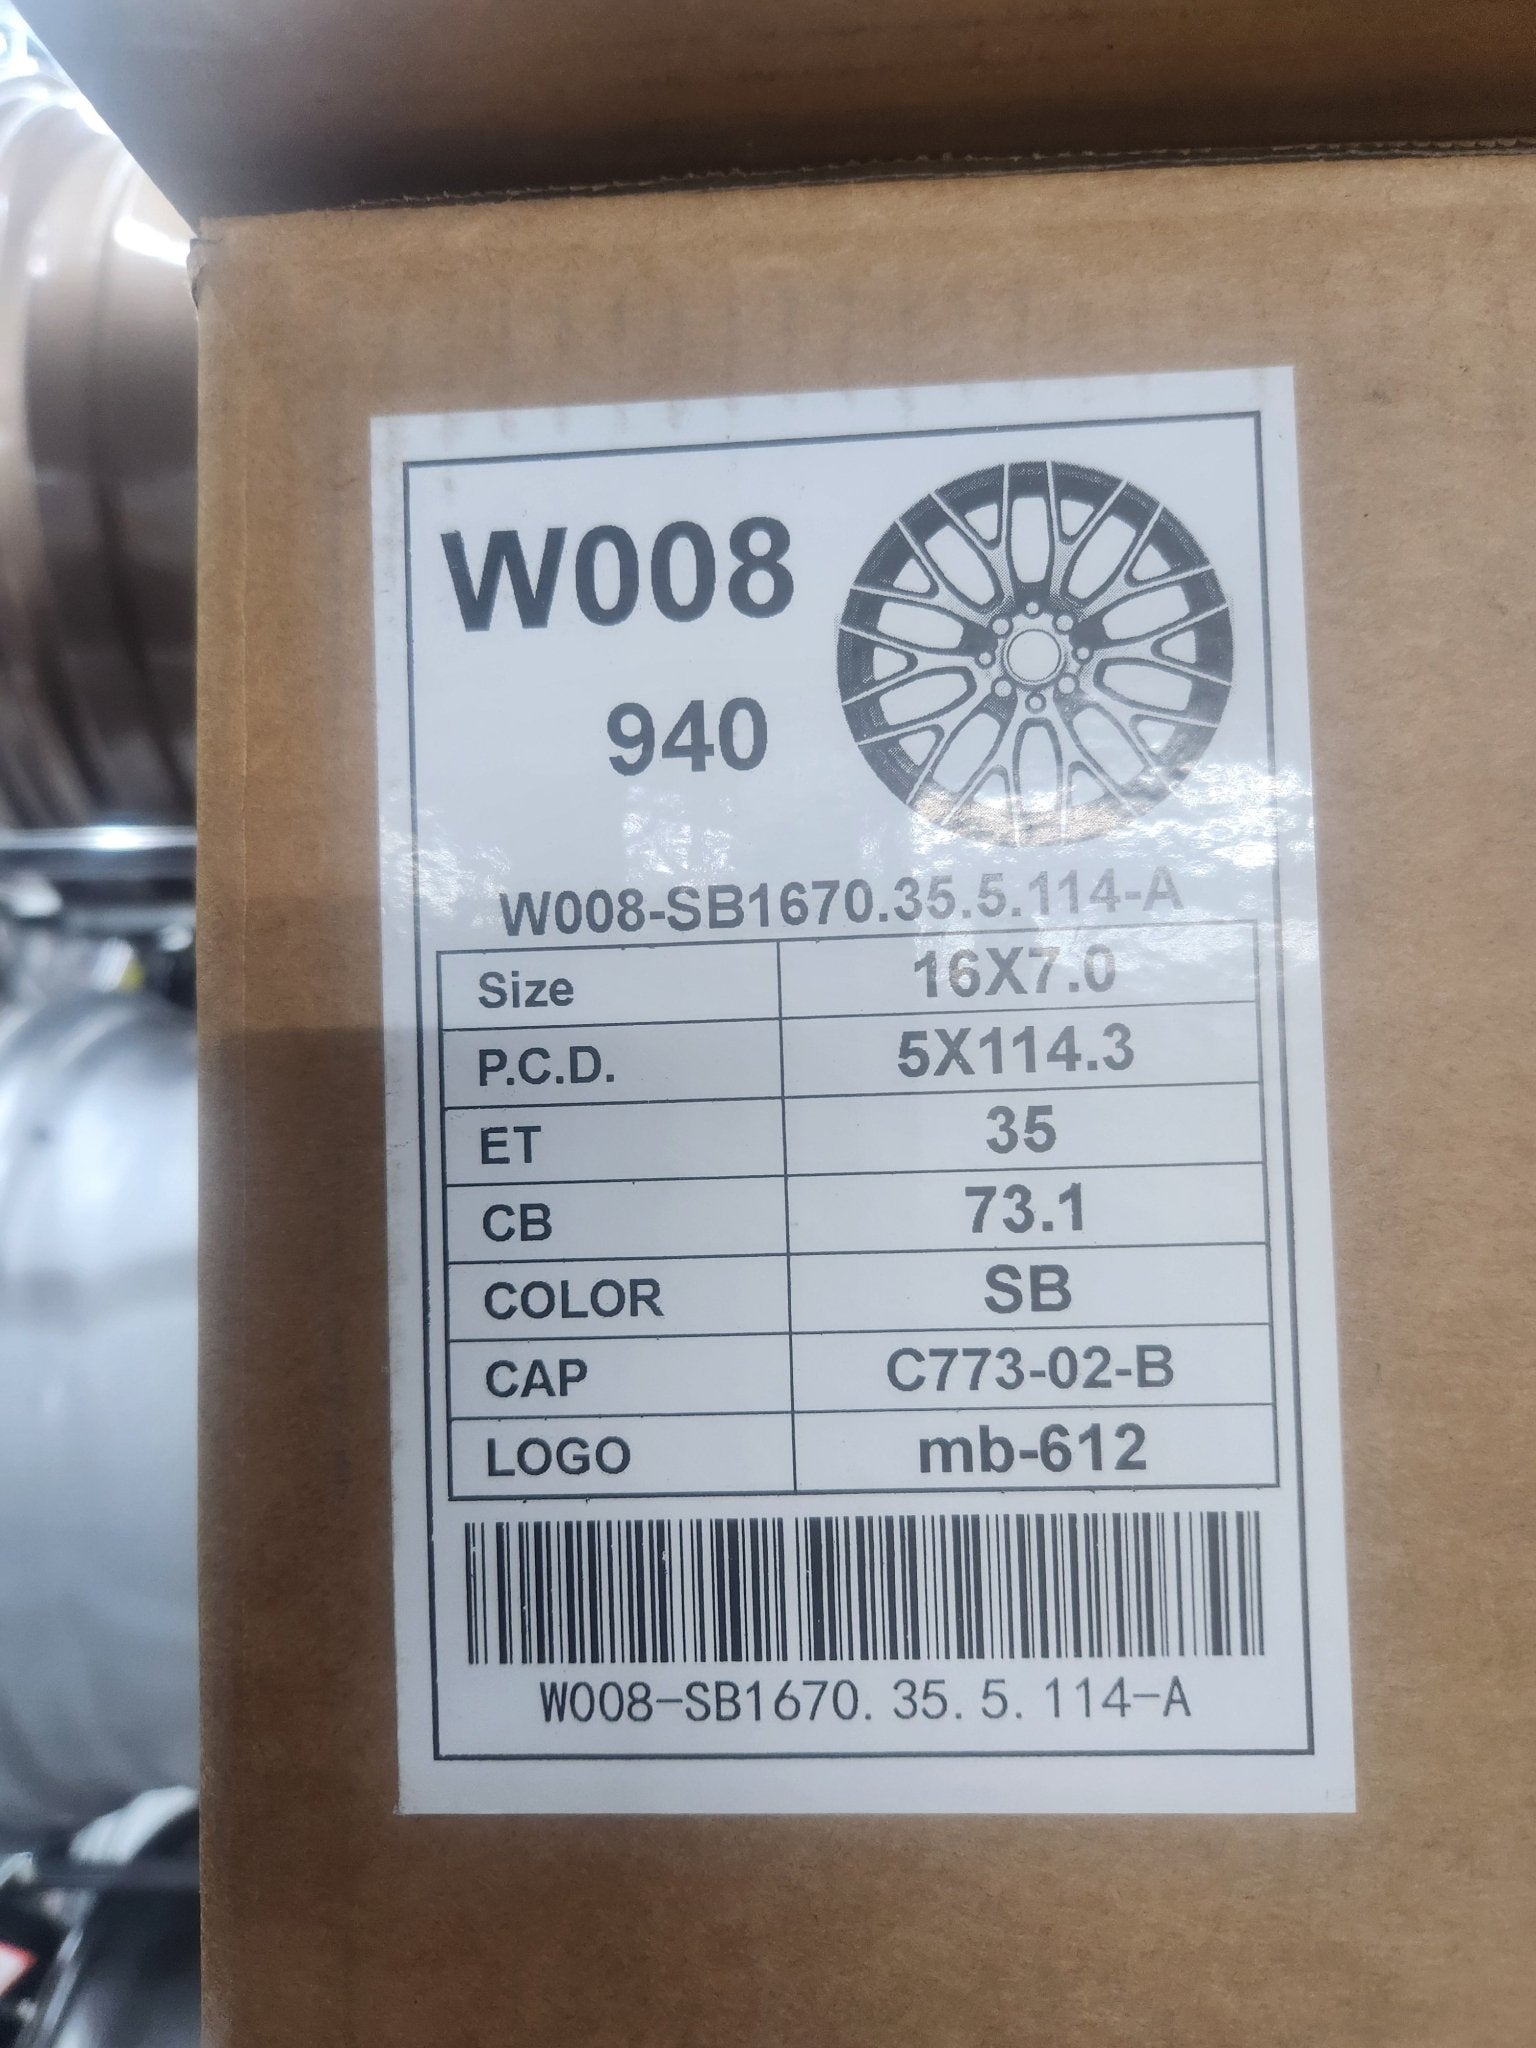 W008
940
W008-SB1670.35.5.114-A
Size 16X7.0
P.C.D. 5X114.3
ET 35
CB 73.1
COLOR SB
CAP C773-02-B
LOGO mb-612
W008-SB1670.35.5.114-A